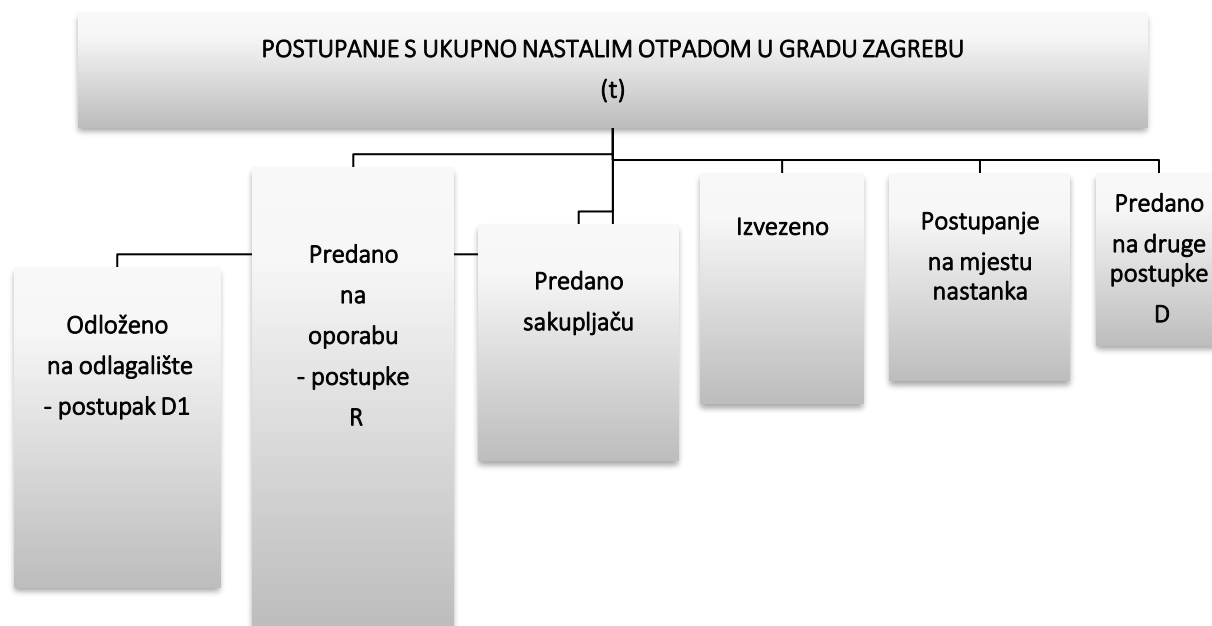 POSTUPANJE S UKUPNO NASTALIM OTPADOM U GRADU ZAGREBU
(t)
Odloženo
na odlagalište
- postupak D1
Predano
na
oporabu
- postupke
R
Predano
sakupljaču
Izvezeno
Postupanje
na mjestu
nastanka
Predano
na druge
postupke
D